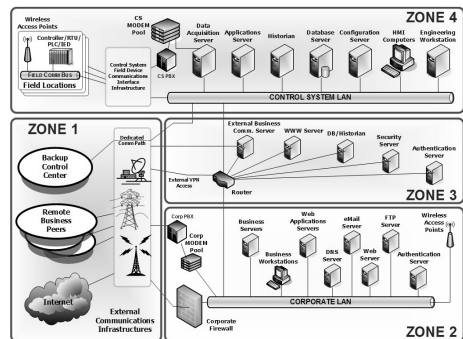 ZONE 4
Wireless
Access Points
Controller/RTU/
PLC/IED
FIELD COMM BUS
Field Locations
Control System
Field Device
Communications
Interface
Infrastructure
CS
MODEM
Pool
CS PBX
Data
Acquisition
Server
Applications
Server
Historian
Database
Server
Configuration
Server
HMI
Computers
Engineering
Workstation
CONTROL SYSTEM LAN
ZONE 1
Dedicated
Comm Path
Backup
Control
Center
Remote
Business
Peers
Internet
External
Communications
Infrastructures
External VPN
Access
External Business
Comm. Server
WWW Server
DB/Historian
Security
Server
Authentication
Server
Router
ZONE 3
Corp PBX
Corp
MODEM
Pool
Corporate
Firewall
Business
Servers
Business
Workstations
Web
Applications
Servers
DNS
Server
eMail
Server
Web
Server
FTP
Server
Authentication
Server
Wireless
Access
Points
CORPORATE LAN
ZONE 2